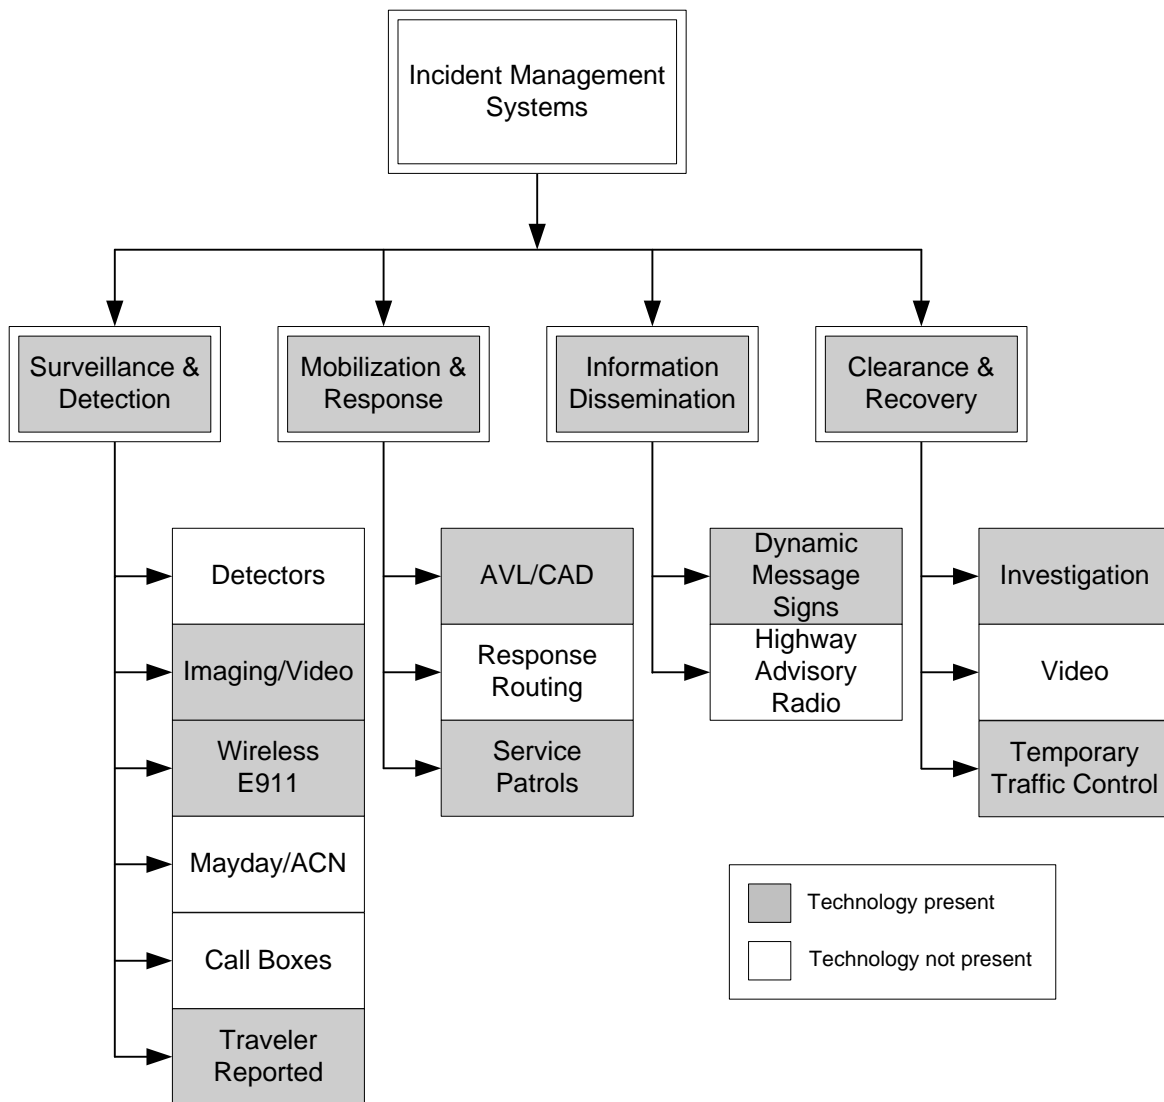 Incident Management
Systems
Surveillance &
Detection
Mobilization &
Response
Information
Dissemination
Clearance &
Recovery
Detectors
Imaging/Video
Wireless
E911
Mayday/ACN
Call Boxes
Traveler
Reported
AVL/CAD
Response
Routing
Service
Patrols
Dynamic
Message
Signs
Highway
Advisory
Radio
Investigation
Video
Temporary
Traffic Control
Technology present
Technology not present